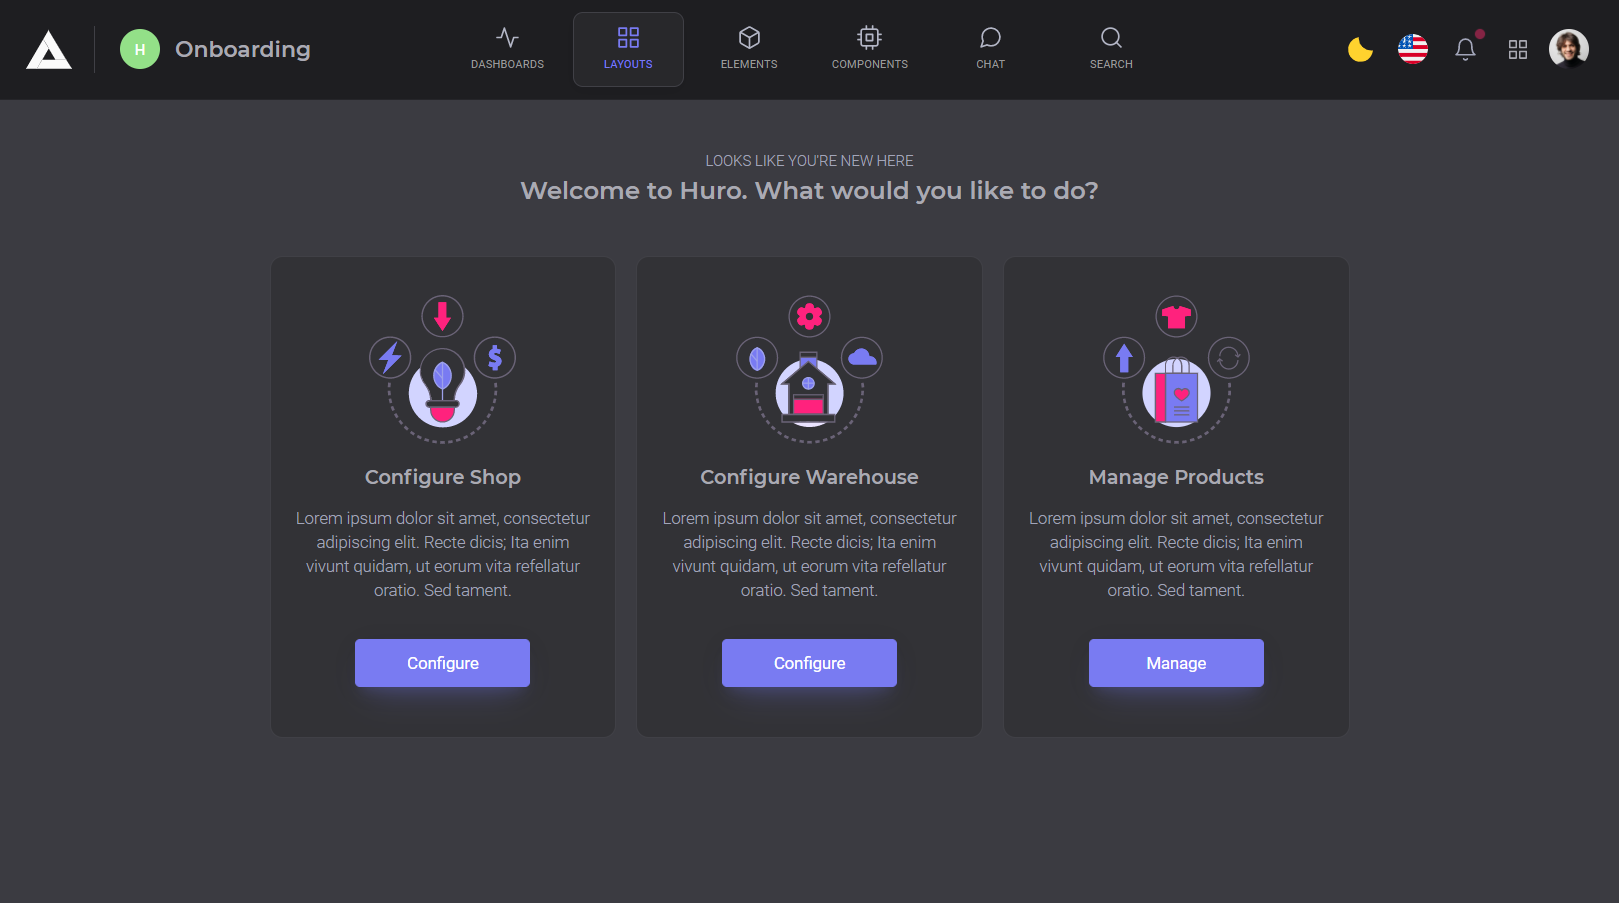 H
Onboarding
DASHBOARDS
LAYOUTS
ELEMENTS
COMPONENTS
CHAT
SEARCH
LOOKS LIKE YOU'RE NEW HERE
Welcome to Huro. What would you like to do?
$
Configure Shop
Lorem ipsum dolor sit amet, consectetur
adipiscing elit. Recte dicis; Ita enim
vivunt quidam, ut eorum vita refellatur
oratio. Sed tament.
Configure
Configure Warehouse
Lorem ipsum dolor sit amet, consectetur
adipiscing elit. Recte dicis; Ita enim
vivunt quidam, ut eorum vita refellatur
oratio. Sed tament.
Configure
Manage Products
Lorem ipsum dolor sit amet, consectetur
adipiscing elit. Recte dicis; Ita enim
vivunt quidam, ut eorum vita refellatur
oratio. Sed tament.
Manage